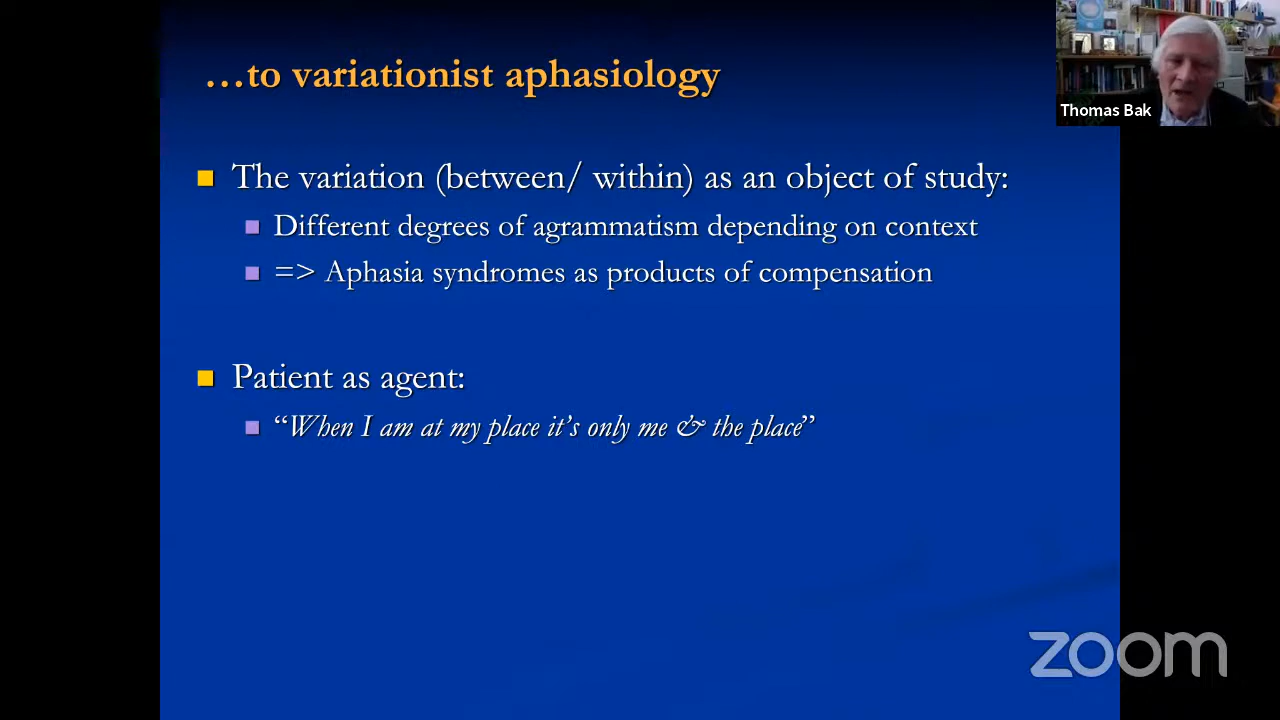 …to variationist aphasiology
Thomas Bak
The variation (between/ within) as an object of study:
Different degrees of agrammatism depending on context
=> Aphasia syndromes as products of compensation
Patient as agent:
“When I am at my place it’s only me & the place”
zoom